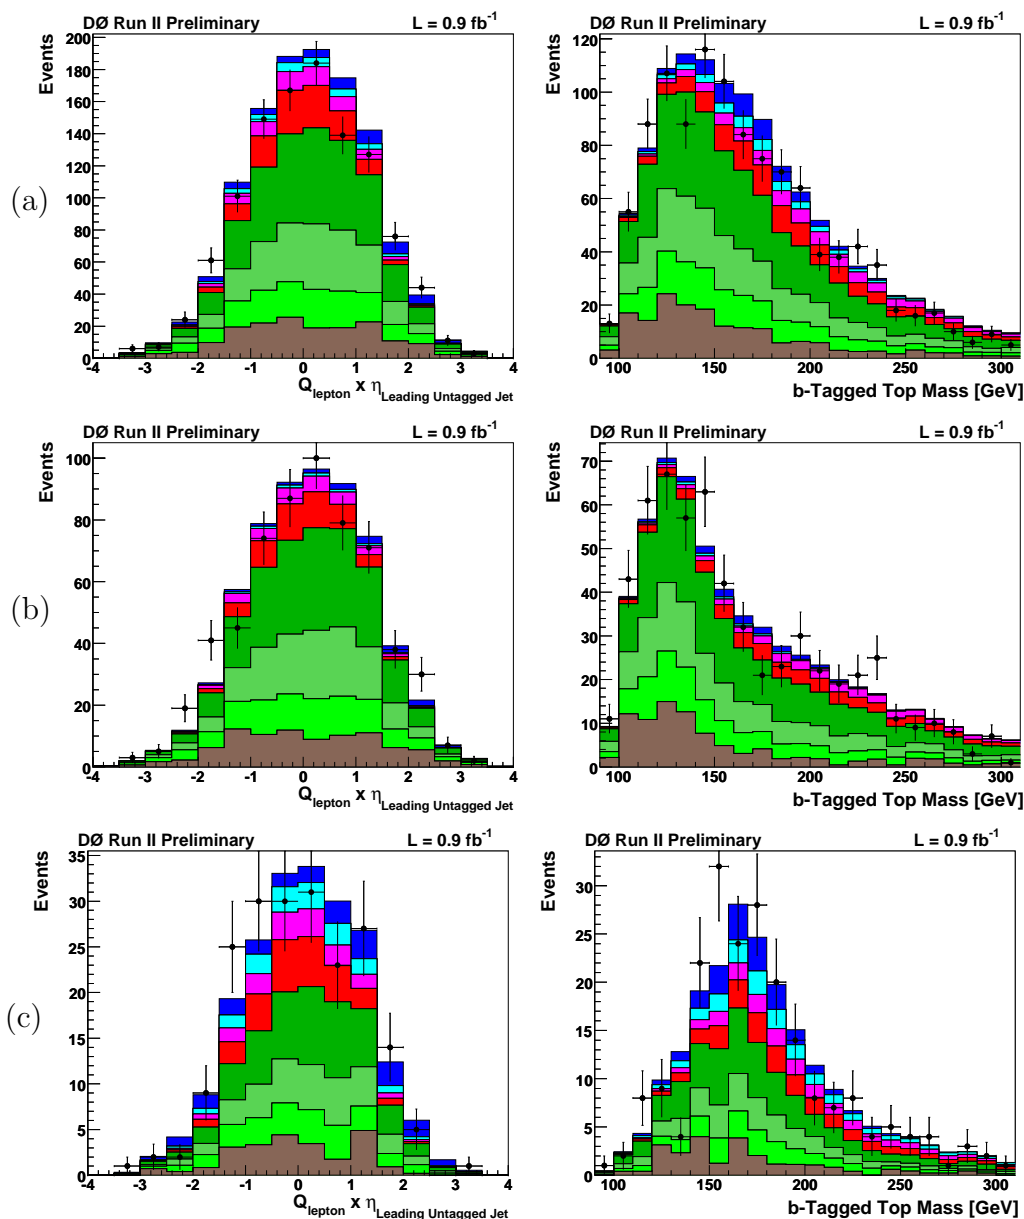 DØ Run II Preliminary L = 0.9 fb⁻¹
Events
200
180
160
140
120
100
80
60
40
20
0
-4 -3 -2 -1 0 1 2 3 4
Q_lepton x η_Leading Untagged Jet
DØ Run II Preliminary L = 0.9 fb⁻¹
Events
120
100
80
60
40
20
0
100 150 200 250 300
b-Tagged Top Mass [GeV]
(a)
DØ Run II Preliminary L = 0.9 fb⁻¹
Events
100
80
60
40
20
0
-4 -3 -2 -1 0 1 2 3 4
Q_lepton x η_Leading Untagged Jet
DØ Run II Preliminary L = 0.9 fb⁻¹
Events
70
60
50
40
30
20
10
0
100 150 200 250 300
b-Tagged Top Mass [GeV]
(b)
DØ Run II Preliminary L = 0.9 fb⁻¹
Events
35
30
25
20
15
10
5
0
-4 -3 -2 -1 0 1 2 3 4
Q_lepton x η_Leading Untagged Jet
DØ Run II Preliminary L = 0.9 fb⁻¹
Events
30
25
20
15
10
5
0
100 150 200 250 300
b-Tagged Top Mass [GeV]
(c)